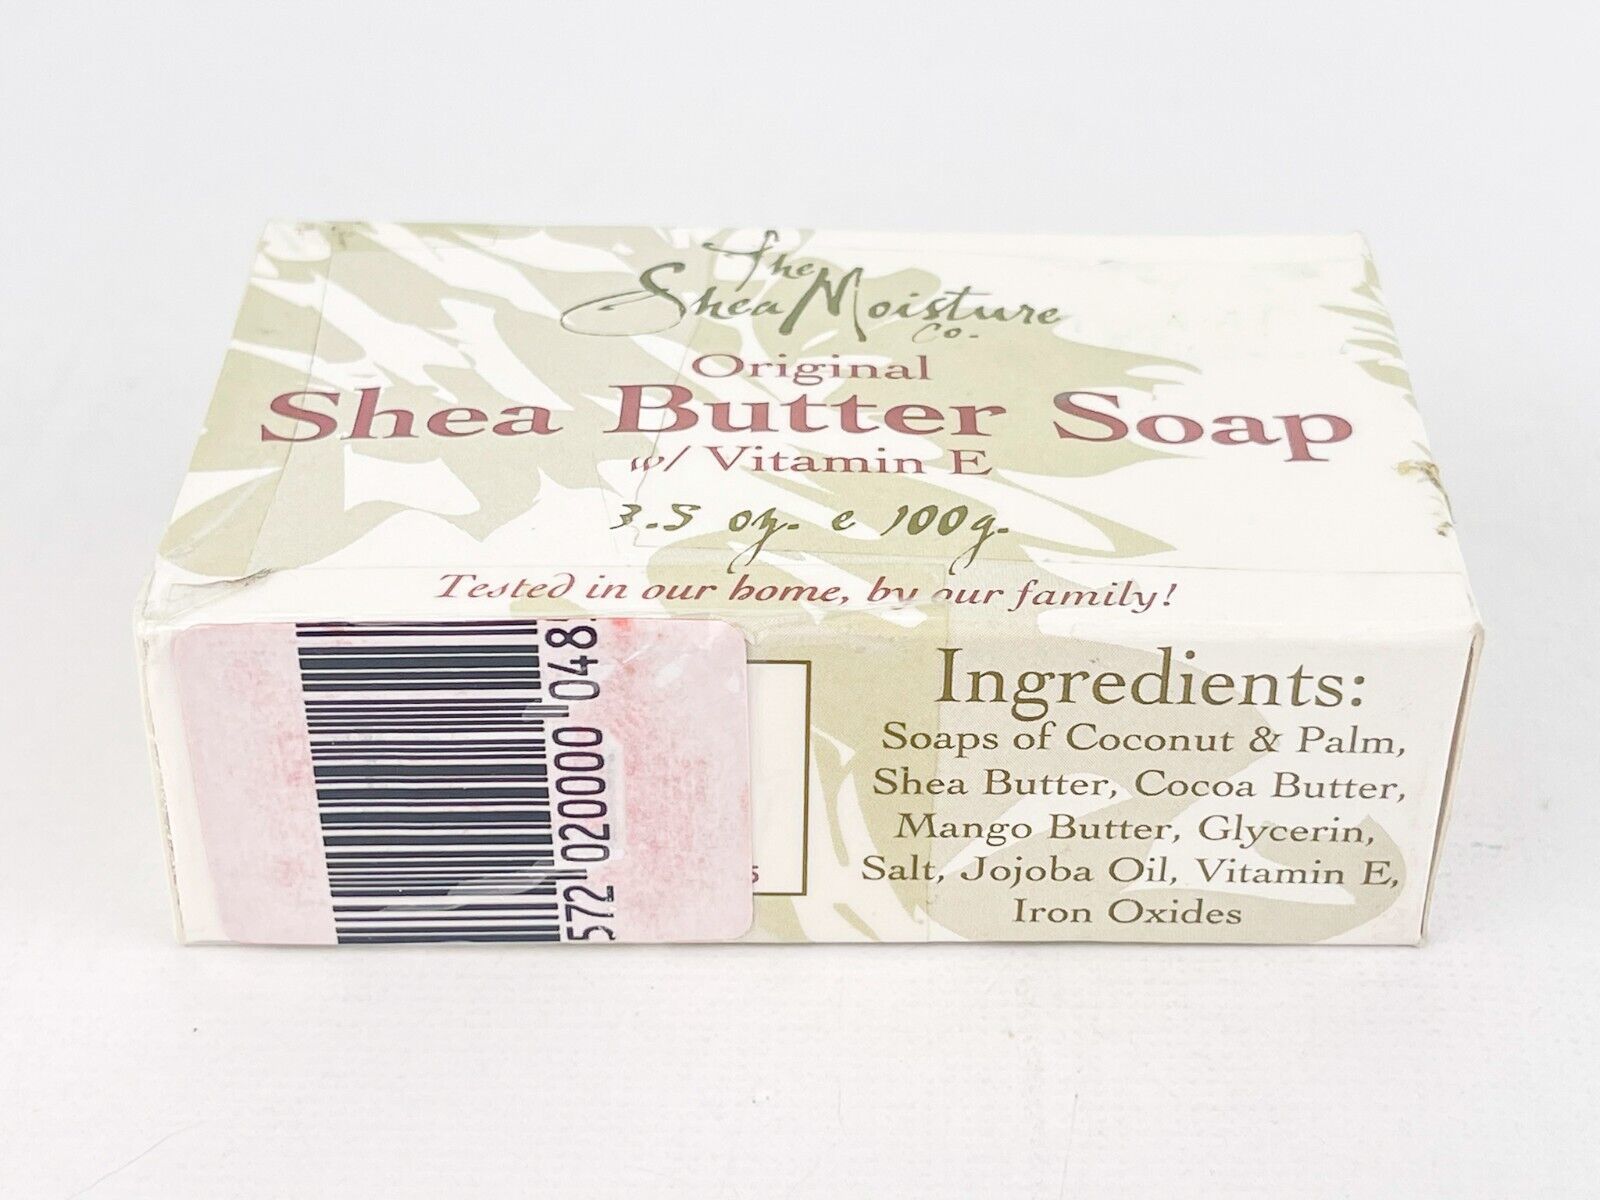 The
Shea Moisture
Co.
Original
Shea Butter Soap
w/ Vitamin E
3.5 oz. e 100g.
Tested in our home, by our family!
572 020000 048
Ingredients:
Soaps of Coconut & Palm,
Shea Butter, Cocoa Butter,
Mango Butter, Glycerin,
Salt, Jojoba Oil, Vitamin E,
Iron Oxides